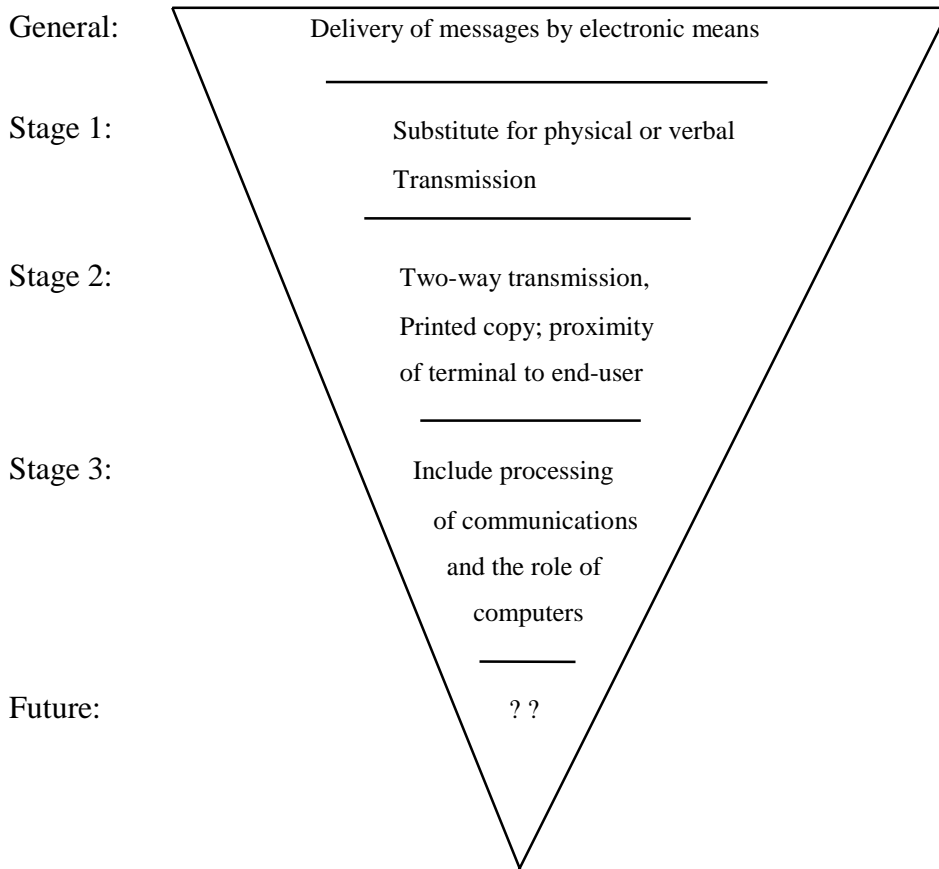 General: Delivery of messages by electronic means
Stage 1: Substitute for physical or verbal
Transmission
Stage 2: Two-way transmission,
Printed copy; proximity
of terminal to end-user
Stage 3: Include processing
of communications
and the role of
computers
Future: ? ?